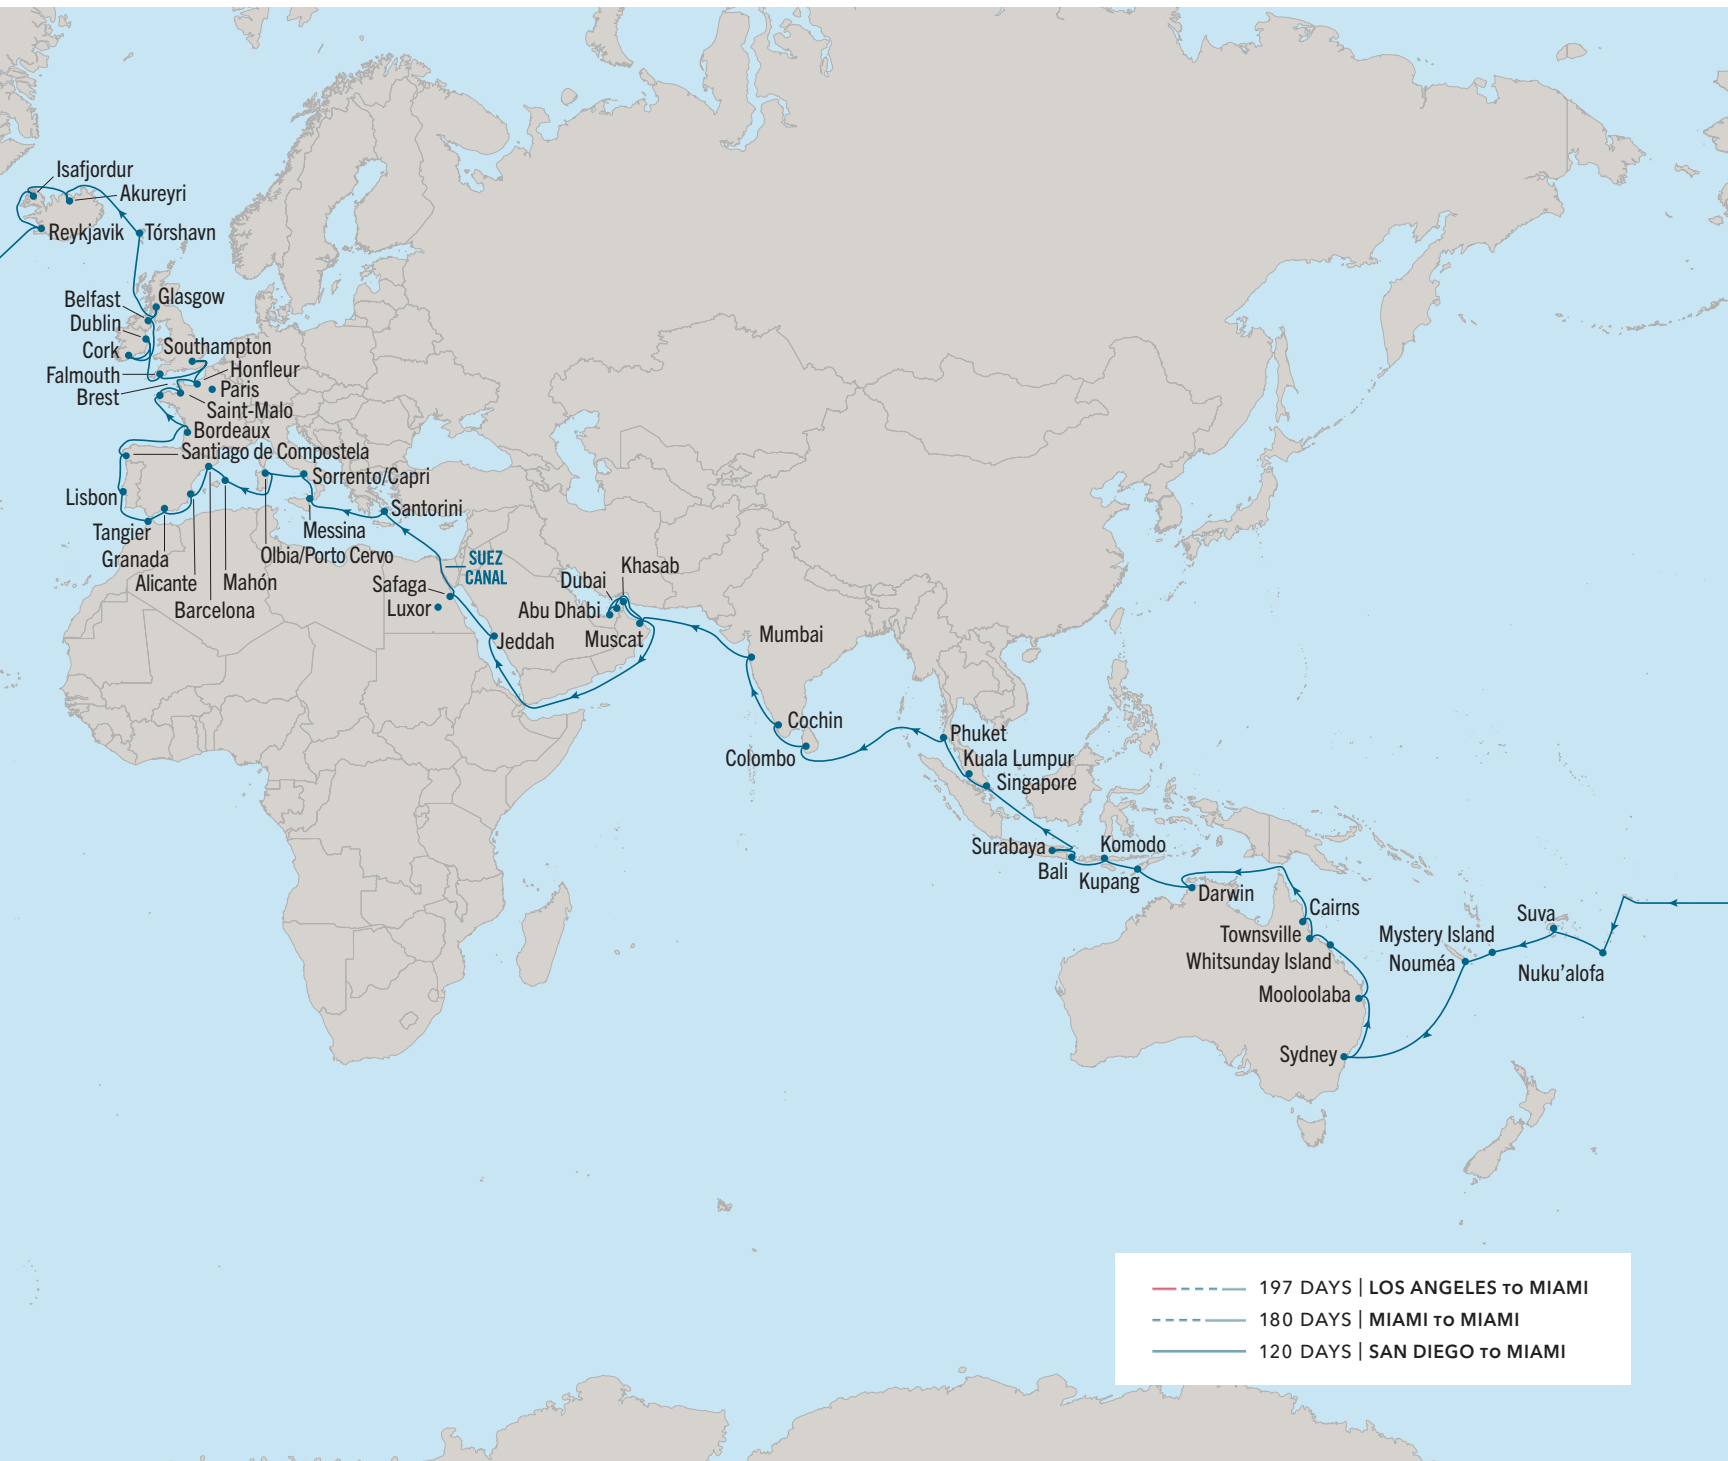 Isafjordur
Akureyri
Reykjavik
Tórshavn
Belfast
Glasgow
Dublin
Cork
Southampton
Falmouth
Honfleur
Brest
Paris
Saint-Malo
Bordeaux
Santiago de Compostela
Lisbon
Sorrento/Capri
Santorini
Tangier
Messina
Granada
Olbia/Porto Cervo
Alicante
Mahón
Barcelona
SUEZ
CANAL
Safaga
Luxor
Khasab
Dubai
Abu Dhabi
Muscat
Jeddah
Mumbai
Cochin
Colombo
Phuket
Kuala Lumpur
Singapore
Surabaya
Komodo
Bali
Kupang
Darwin
Cairns
Townsville
Whitsunday Island
Mooloolaba
Sydney
Suva
Mystery Island
Nouméa
Nuku'alofa
197 DAYS | LOS ANGELES TO MIAMI
180 DAYS | MIAMI TO MIAMI
120 DAYS | SAN DIEGO TO MIAMI